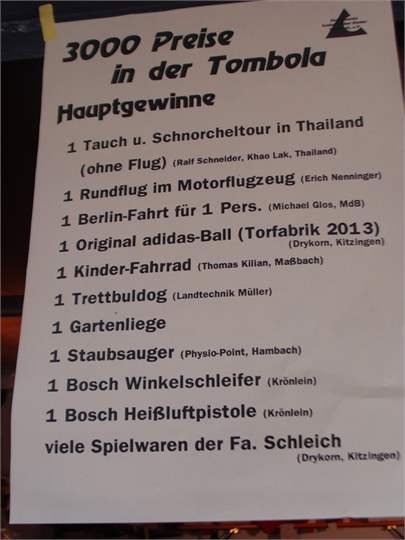 3000 Preise
in der Tombola
Hauptgewinne
1 Tauch u. Schnorcheltour in Thailand
(ohne Flug) (Ralf Schneider, Khao Lak, Thailand)
1 Rundflug im Motorflugzeug (Erich Nenninger)
1 Berlin-Fahrt für 1 Pers. (Michael Glos, MdB)
1 Original adidas-Ball (Torfabrik 2013)
(Drykorn, Kitzingen)
1 Kinder-Fahrrad (Thomas Kilian, Maßbach)
1 Trettbuldog (Landtechnik Müller)
1 Gartenliege
1 Staubsauger (Physio-Point, Hambach)
1 Bosch Winkelschleifer (Krönlein)
1 Bosch Heißluftpistole (Krönlein)
viele Spielwaren der Fa. Schleich
(Drykorn, Kitzingen)